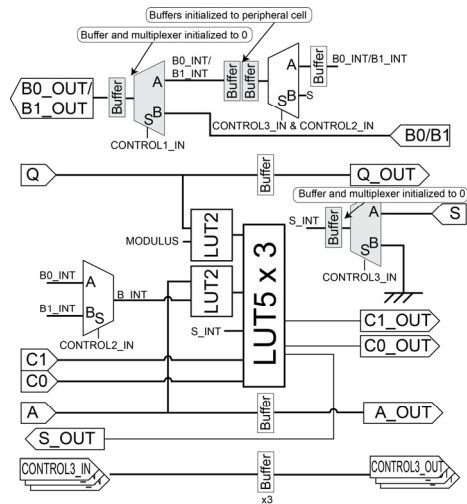 Buffers initialized to peripheral cell
Buffer and multiplexer initialized to 0
B0_OUT/
B1_OUT
Buffer
A
B
S
CONTROL1_IN
B0_INT/
B1_INT
Buffer
Buffer
A
B
S
S
Buffer
B0_INT/B1_INT
CONTROL3_IN & CONTROL2_IN
B0/B1
Q
Buffer
Q_OUT
Buffer and multiplexer initialized to 0
MODULUS
LUT2
S_INT
Buffer
A
B
S
S
CONTROL3_IN
B0_INT
A
B1_INT
B
S
B_INT
CONTROL2_IN
LUT2
S_INT
LUT5 x 3
C1_OUT
C0_OUT
C1
C0
A
Buffer
A_OUT
S_OUT
CONTROL3_IN
Buffer
x3
CONTROL3_OUT